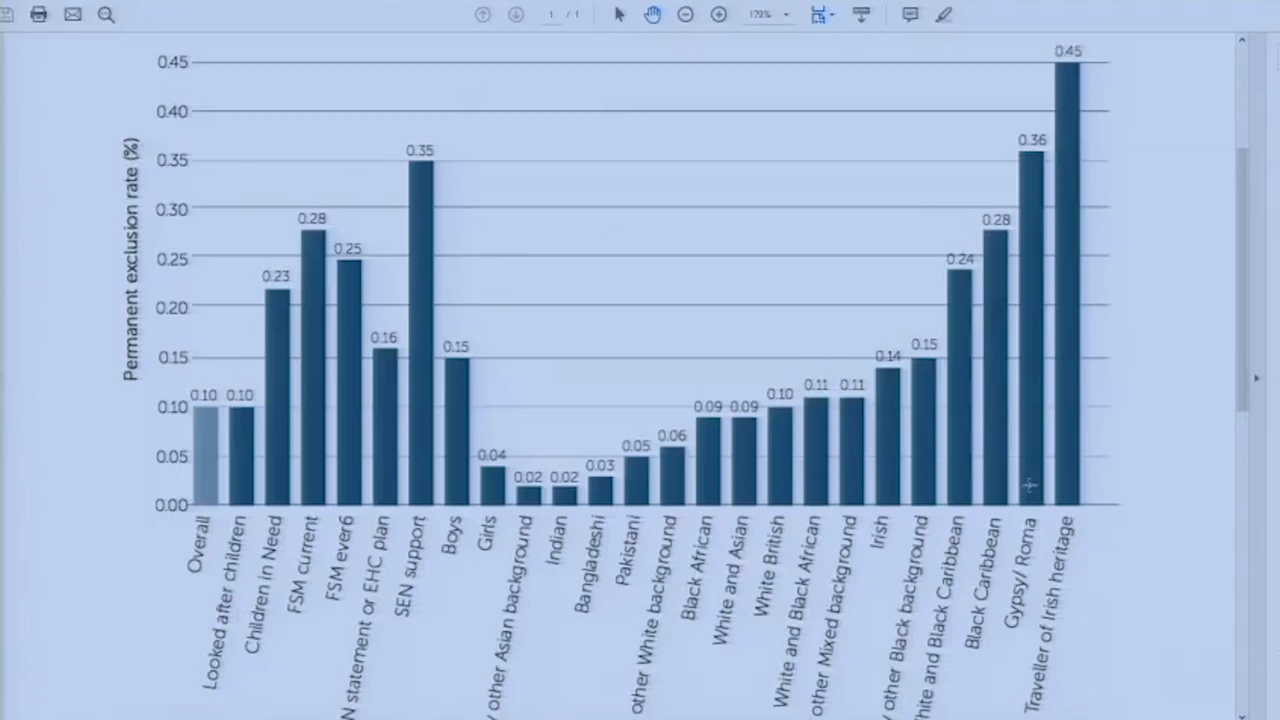 1 / 1
179%
Permanent exclusion rate (%)
0.45
0.40
0.35
0.30
0.25
0.20
0.15
0.10
0.05
0.00
0.10
0.10
0.23
0.28
0.25
0.16
0.35
0.15
0.04
0.02
0.02
0.03
0.05
0.06
0.09
0.09
0.10
0.11
0.11
0.14
0.15
0.24
0.28
0.36
0.45
Overall
Looked after children
Children in Need
FSM current
FSM ever6
N statement or EHC plan
SEN support
Boys
Girls
other Asian background
Indian
Bangladeshi
Pakistani
other White background
Black African
White and Asian
White British
White and Black African
other Mixed background
Irish
other Black background
hite and Black Caribbean
Black Caribbean
Gypsy/ Roma
Traveller of Irish heritage